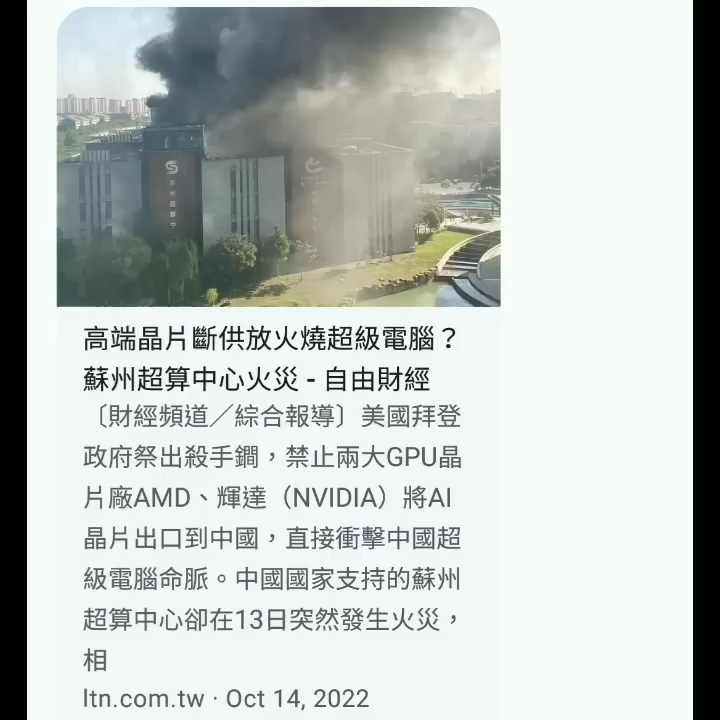 苏州超算中
高端晶片斷供放火燒超級電腦？
蘇州超算中心火災 - 自由財經
〔財經頻道／綜合報導〕美國拜登
政府祭出殺手鐧，禁止兩大GPU晶
片廠AMD、輝達（NVIDIA）將AI
晶片出口到中國，直接衝擊中國超
級電腦命脈。中國國家支持的蘇州
超算中心卻在13日突然發生火災，
相
ltn.com.tw · Oct 14, 2022